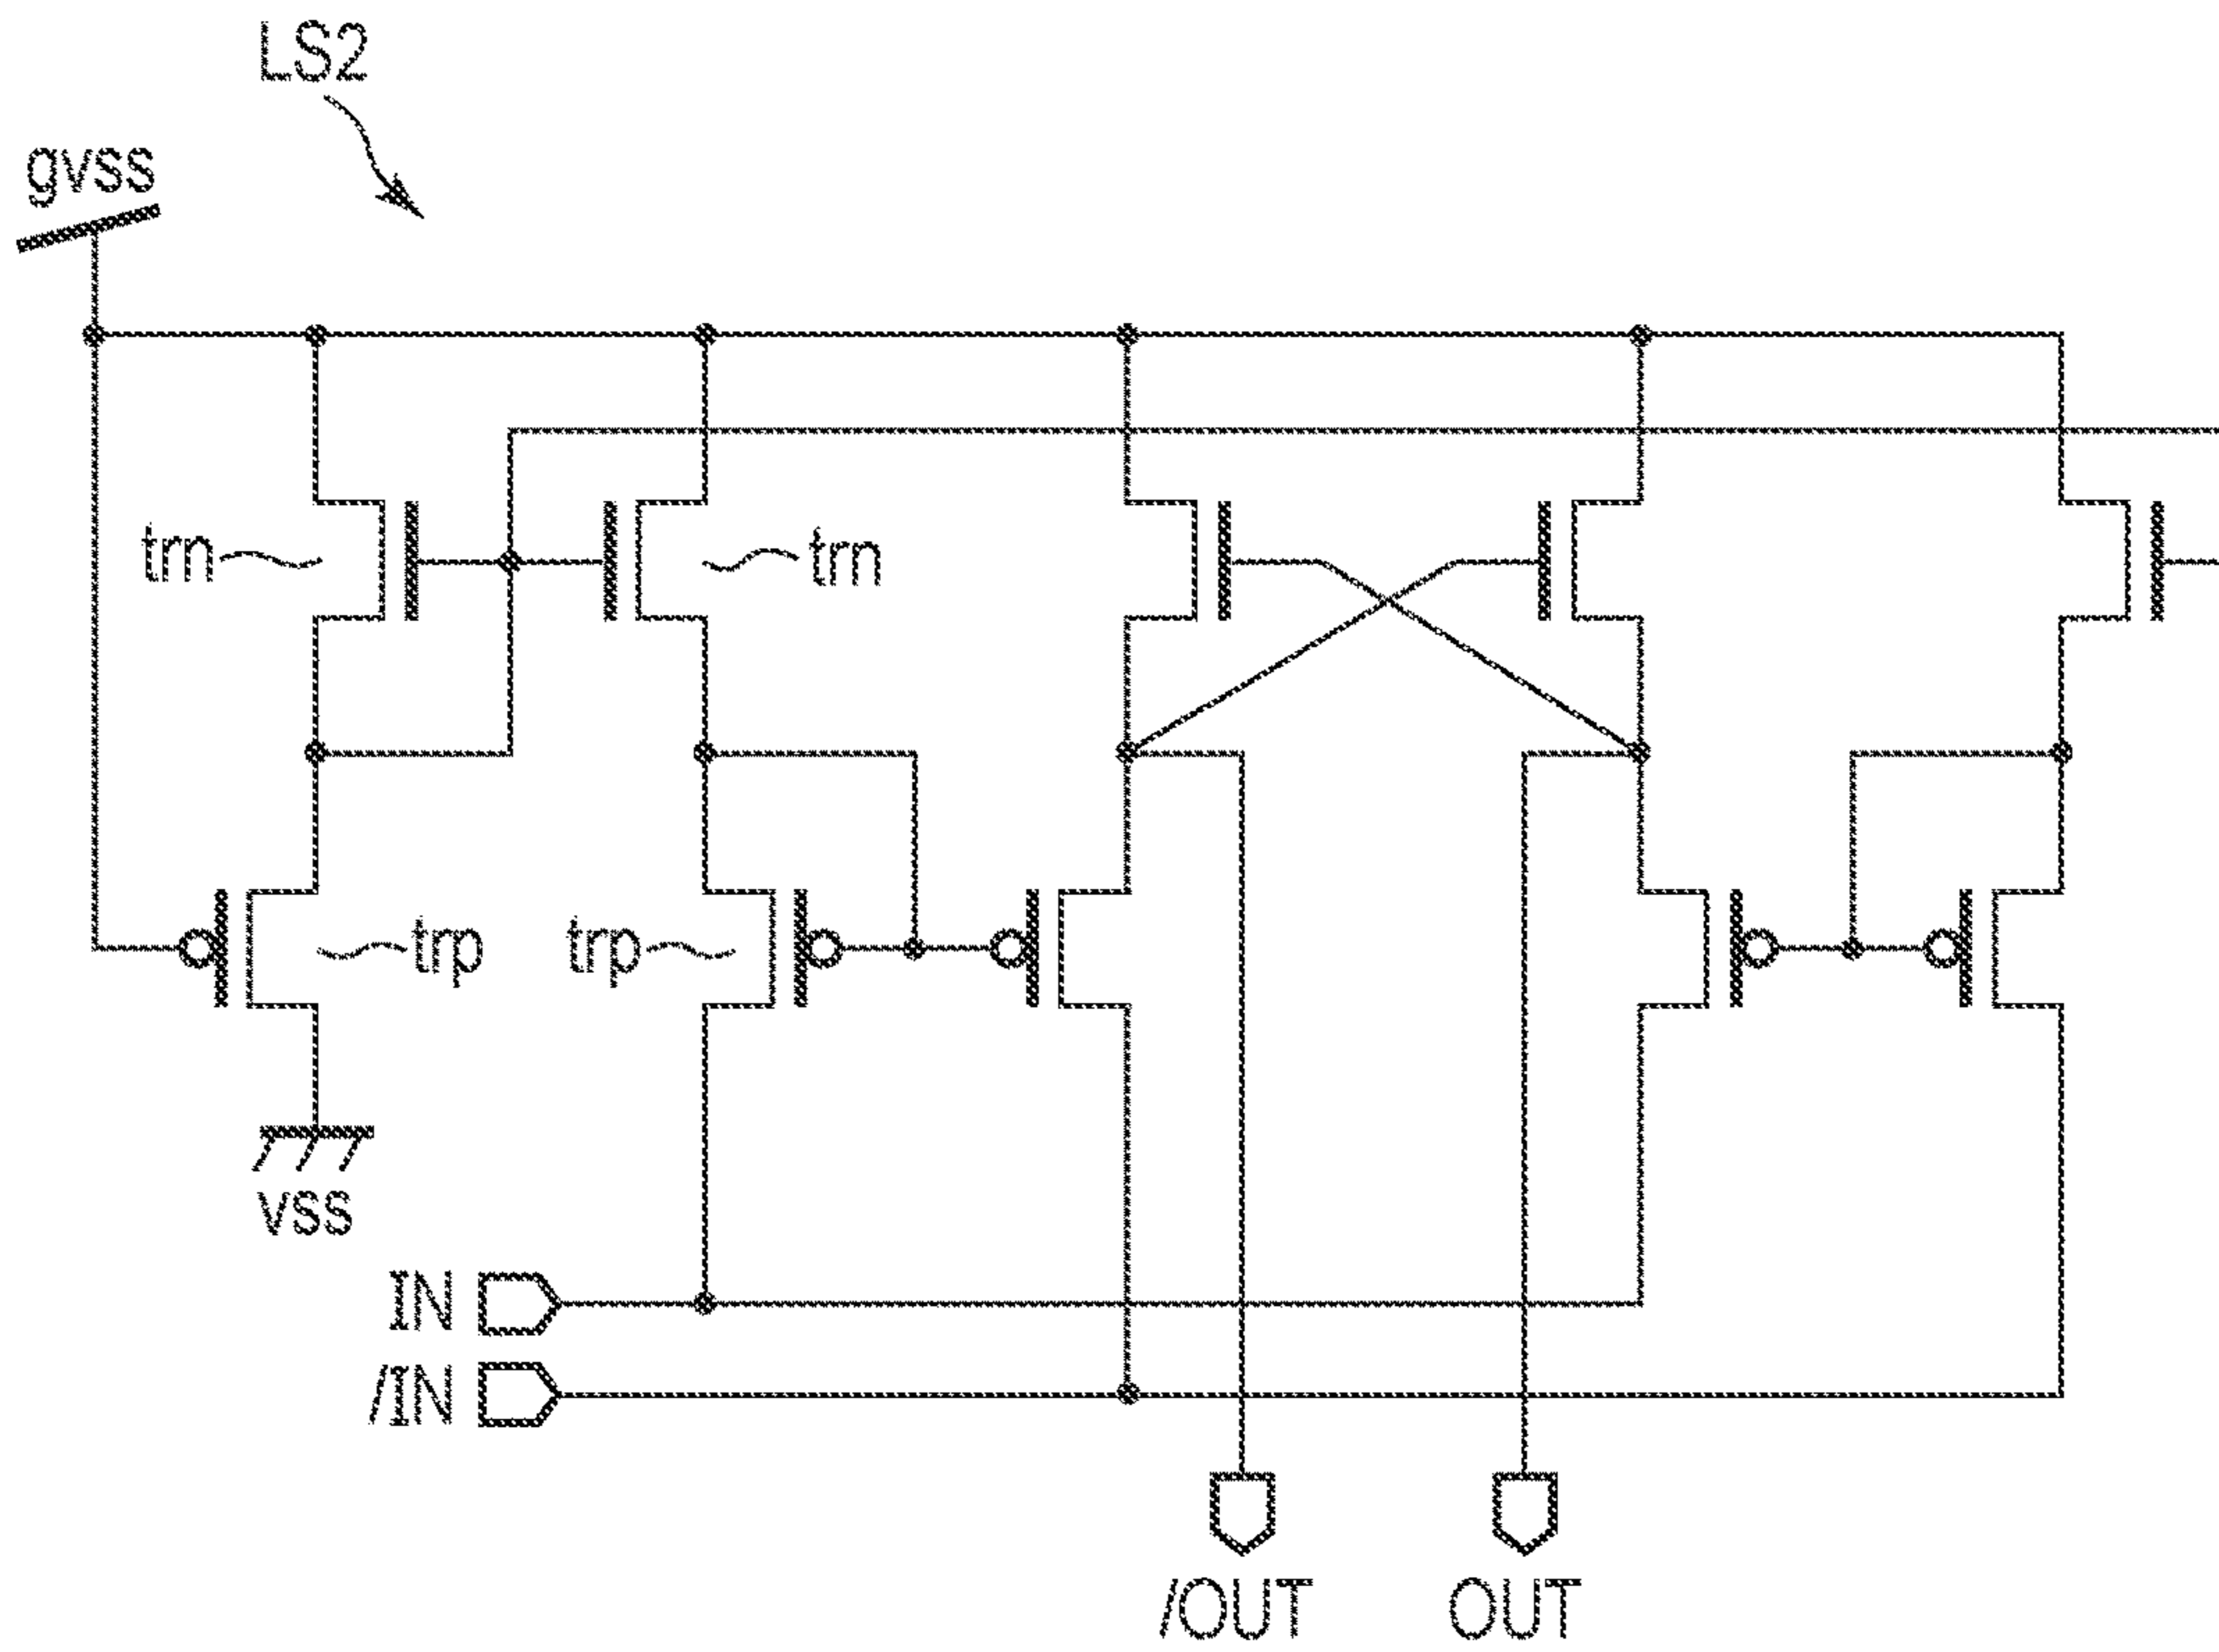 LS2
gvss
trn
trn
trp
trp
vss
IN
/IN
/OUT
OUT